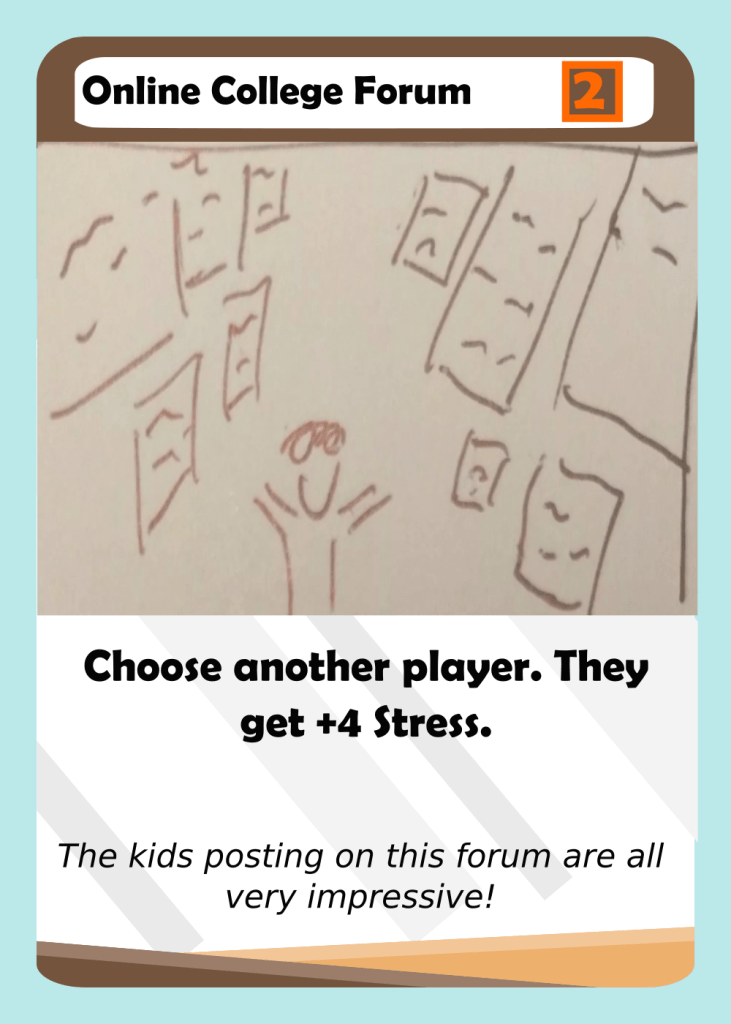 Online College Forum
2
Choose another player. They
get +4 Stress.
The kids posting on this forum are all
very impressive!